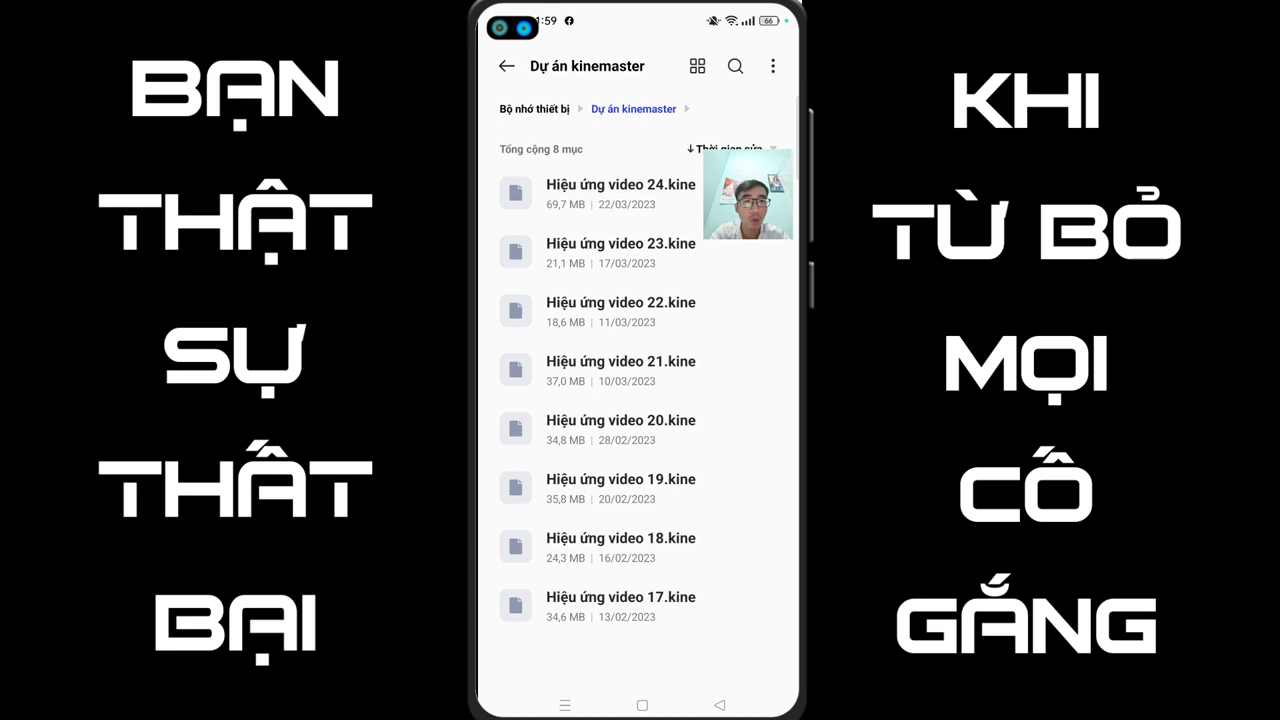 BẠN
THẬT
SỰ
THẤT
BẠI
1:59
66
Dự án kinemaster
Bộ nhớ thiết bị
Dự án kinemaster
Tổng cộng 8 mục
Thời gian sửa
Hiệu ứng video 24.kine
69,7 MB | 22/03/2023
Hiệu ứng video 23.kine
21,1 MB | 17/03/2023
Hiệu ứng video 22.kine
18,6 MB | 11/03/2023
Hiệu ứng video 21.kine
37,0 MB | 10/03/2023
Hiệu ứng video 20.kine
34,8 MB | 28/02/2023
Hiệu ứng video 19.kine
35,8 MB | 20/02/2023
Hiệu ứng video 18.kine
24,3 MB | 16/02/2023
Hiệu ứng video 17.kine
34,6 MB | 13/02/2023
KHI
TỪ BỎ
MỌI
CỐ
GẮNG